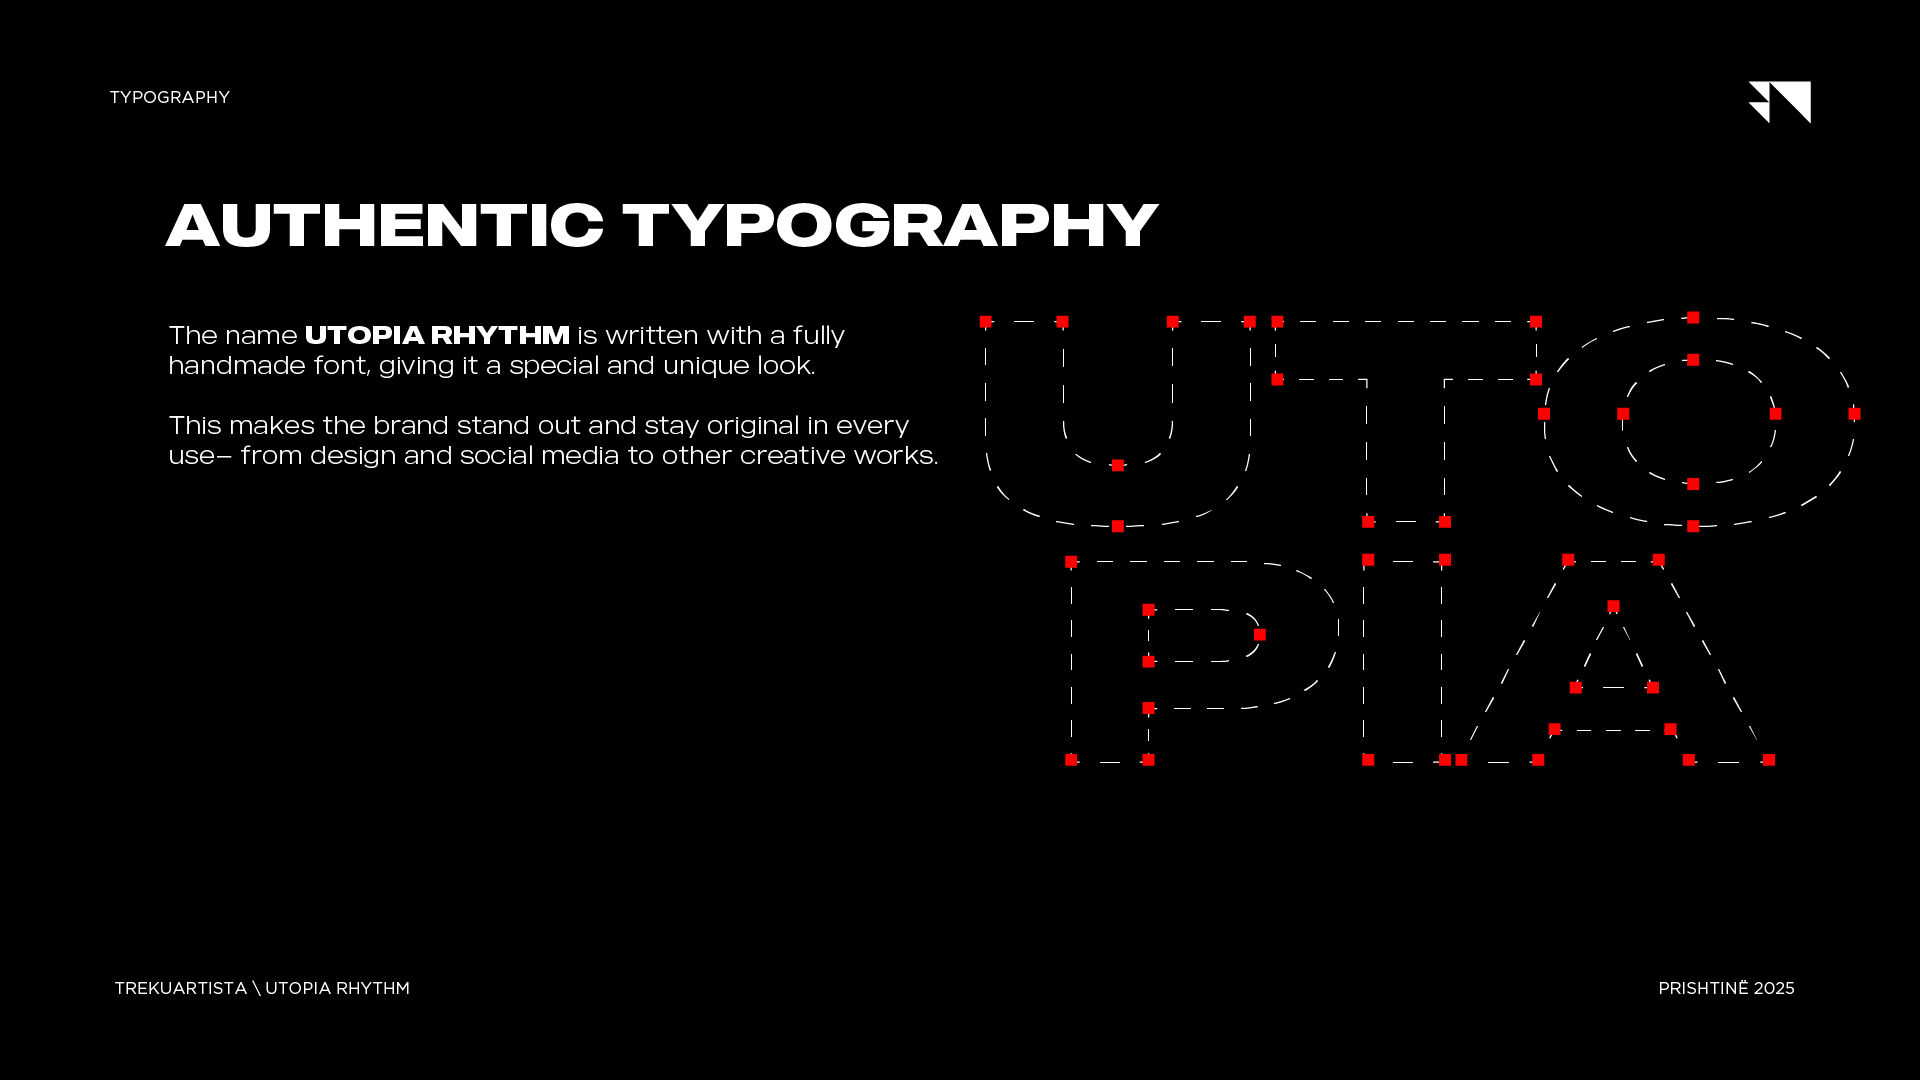 TYPOGRAPHY
AUTHENTIC TYPOGRAPHY
The name UTOPIA RHYTHM is written with a fully
handmade font, giving it a special and unique look.
This makes the brand stand out and stay original in every
use– from design and social media to other creative works.
UTO
PIA
TREKUARTISTA \ UTOPIA RHYTHM
PRISHTINË 2025